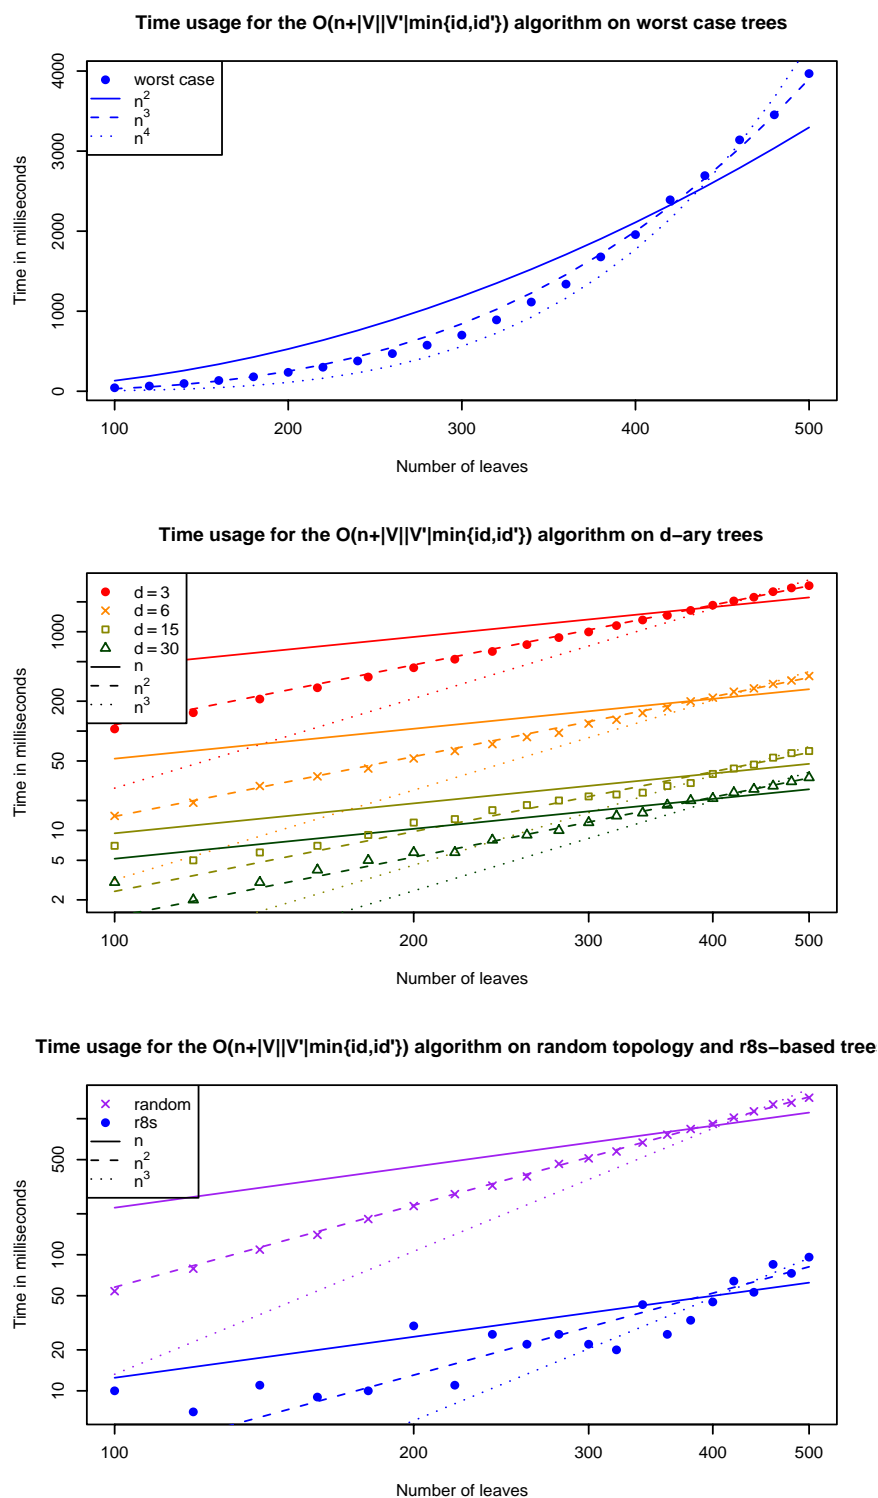 Time usage for the O(n+|V||V'|min{id,id'}) algorithm on worst case trees
worst case
n2
n3
n4
Time in milliseconds
0
1000
2000
3000
4000
100
200
300
400
500
Number of leaves
Time usage for the O(n+|V||V'|min{id,id'}) algorithm on d−ary trees
d = 3
d = 6
d = 15
d = 30
n
n2
n3
Time in milliseconds
2
5
10
50
200
1000
100
200
300
400
500
Number of leaves
Time usage for the O(n+|V||V'|min{id,id'}) algorithm on random topology and r8s−based tree
random
r8s
n
n2
n3
Time in milliseconds
10
20
50
100
500
100
200
300
400
500
Number of leaves